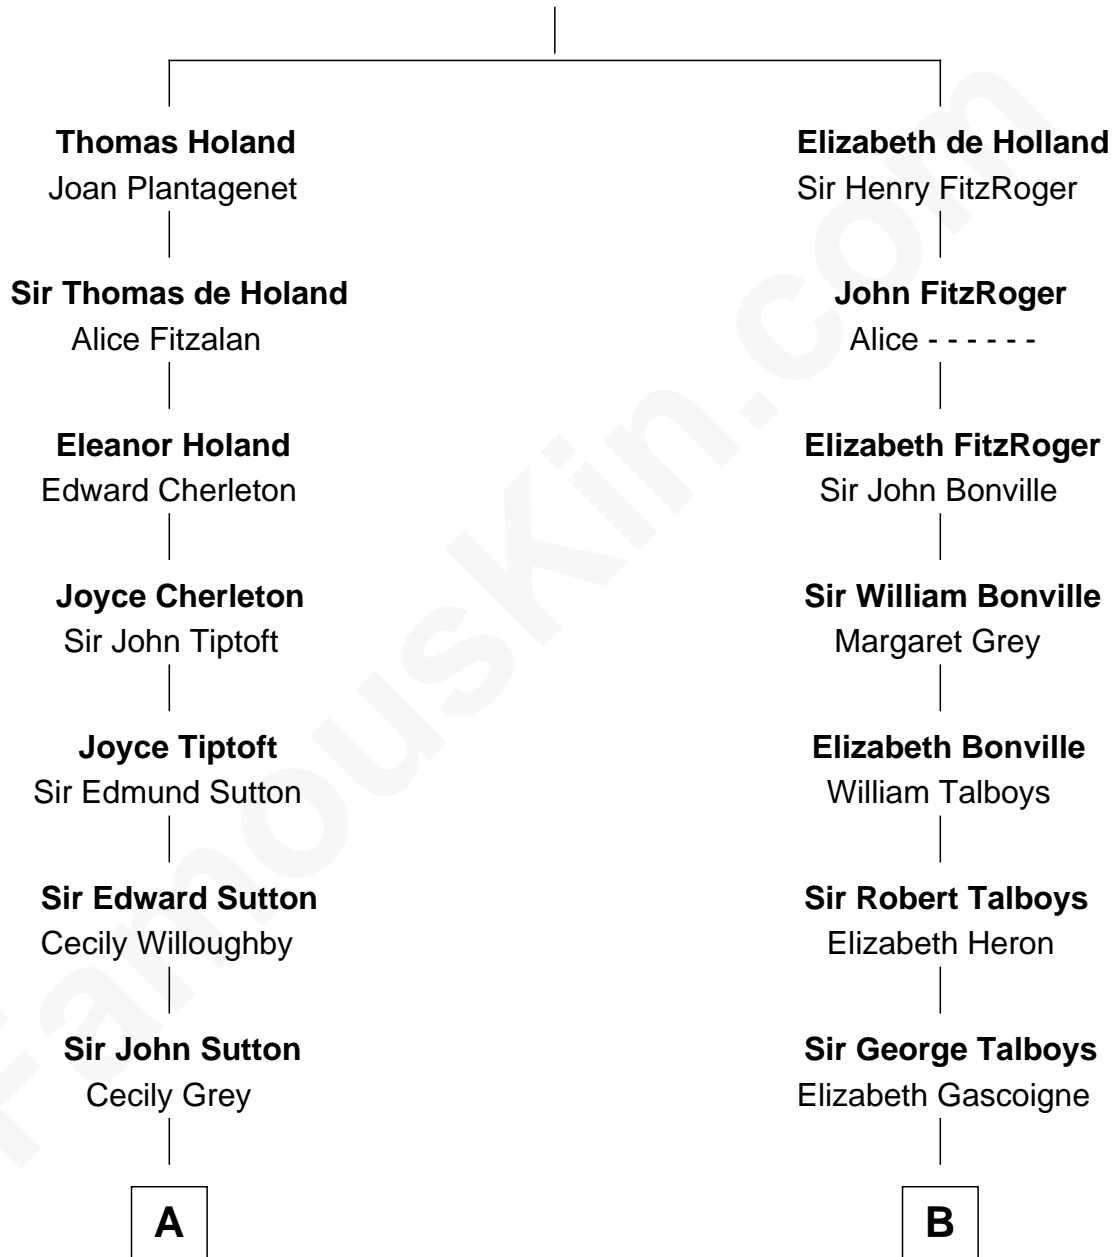 Thomas Holand
Joan Plantagenet
Sir Thomas de Holand
Alice Fitzalan
Eleanor Holand
Edward Cherleton
Joyce Cherleton
Sir John Tiptoft
Joyce Tiptoft
Sir Edmund Sutton
Sir Edward Sutton
Cecily Willoughby
Sir John Sutton
Cecily Grey
A
Elizabeth de Holland
Sir Henry FitzRoger
John FitzRoger
Alice - - - - - -
Elizabeth FitzRoger
Sir John Bonville
Sir William Bonville
Margaret Grey
Elizabeth Bonville
William Talboys
Sir Robert Talboys
Elizabeth Heron
Sir George Talboys
Elizabeth Gascoigne
B
FamousKin.com